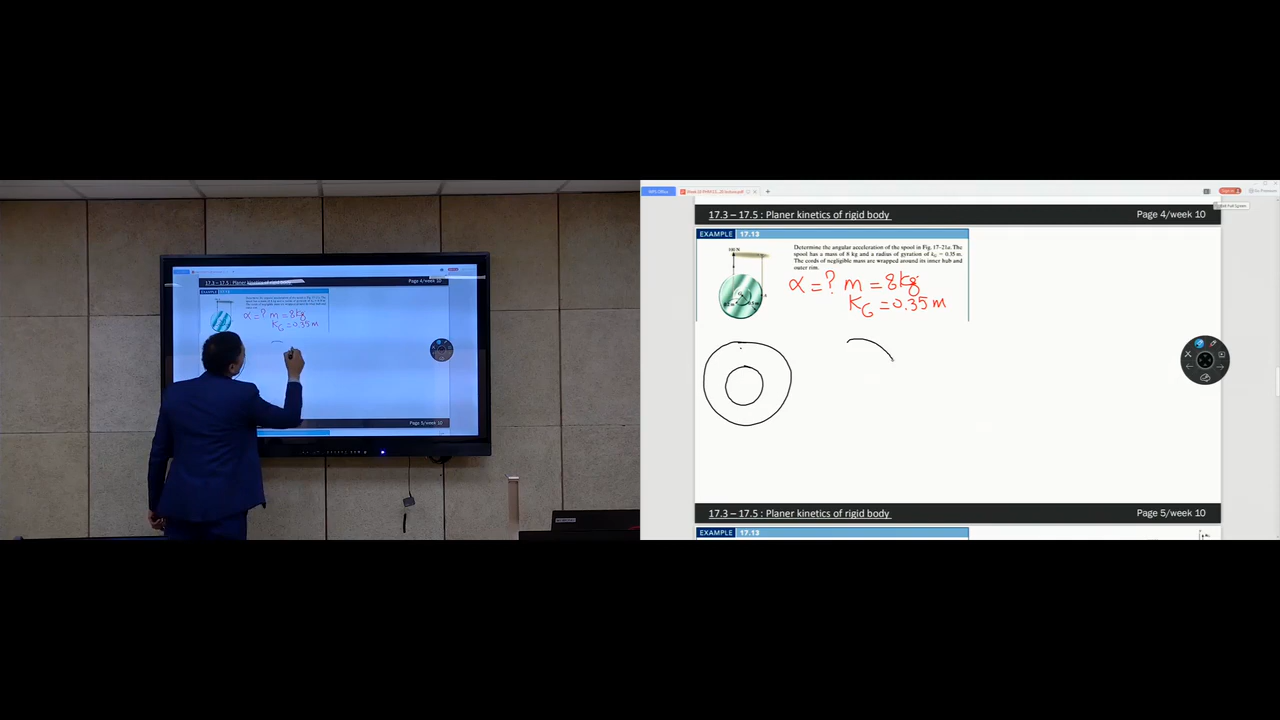 17.3 – 17.5 : Planer kinetics of rigid body Page 4/week 10
EXAMPLE 17.13
Determine the angular acceleration of the spool in Fig. 17–21a. The
spool has a mass of 8 kg and a radius of gyration of kG = 0.35 m.
The cords of negligible mass are wrapped around its inner hub and
outer rim.
100 N
α = ? m = 8kg
KG = 0.35 m
17.3 – 17.5 : Planer kinetics of rigid body Page 5/week 10
EXAMPLE 17.13